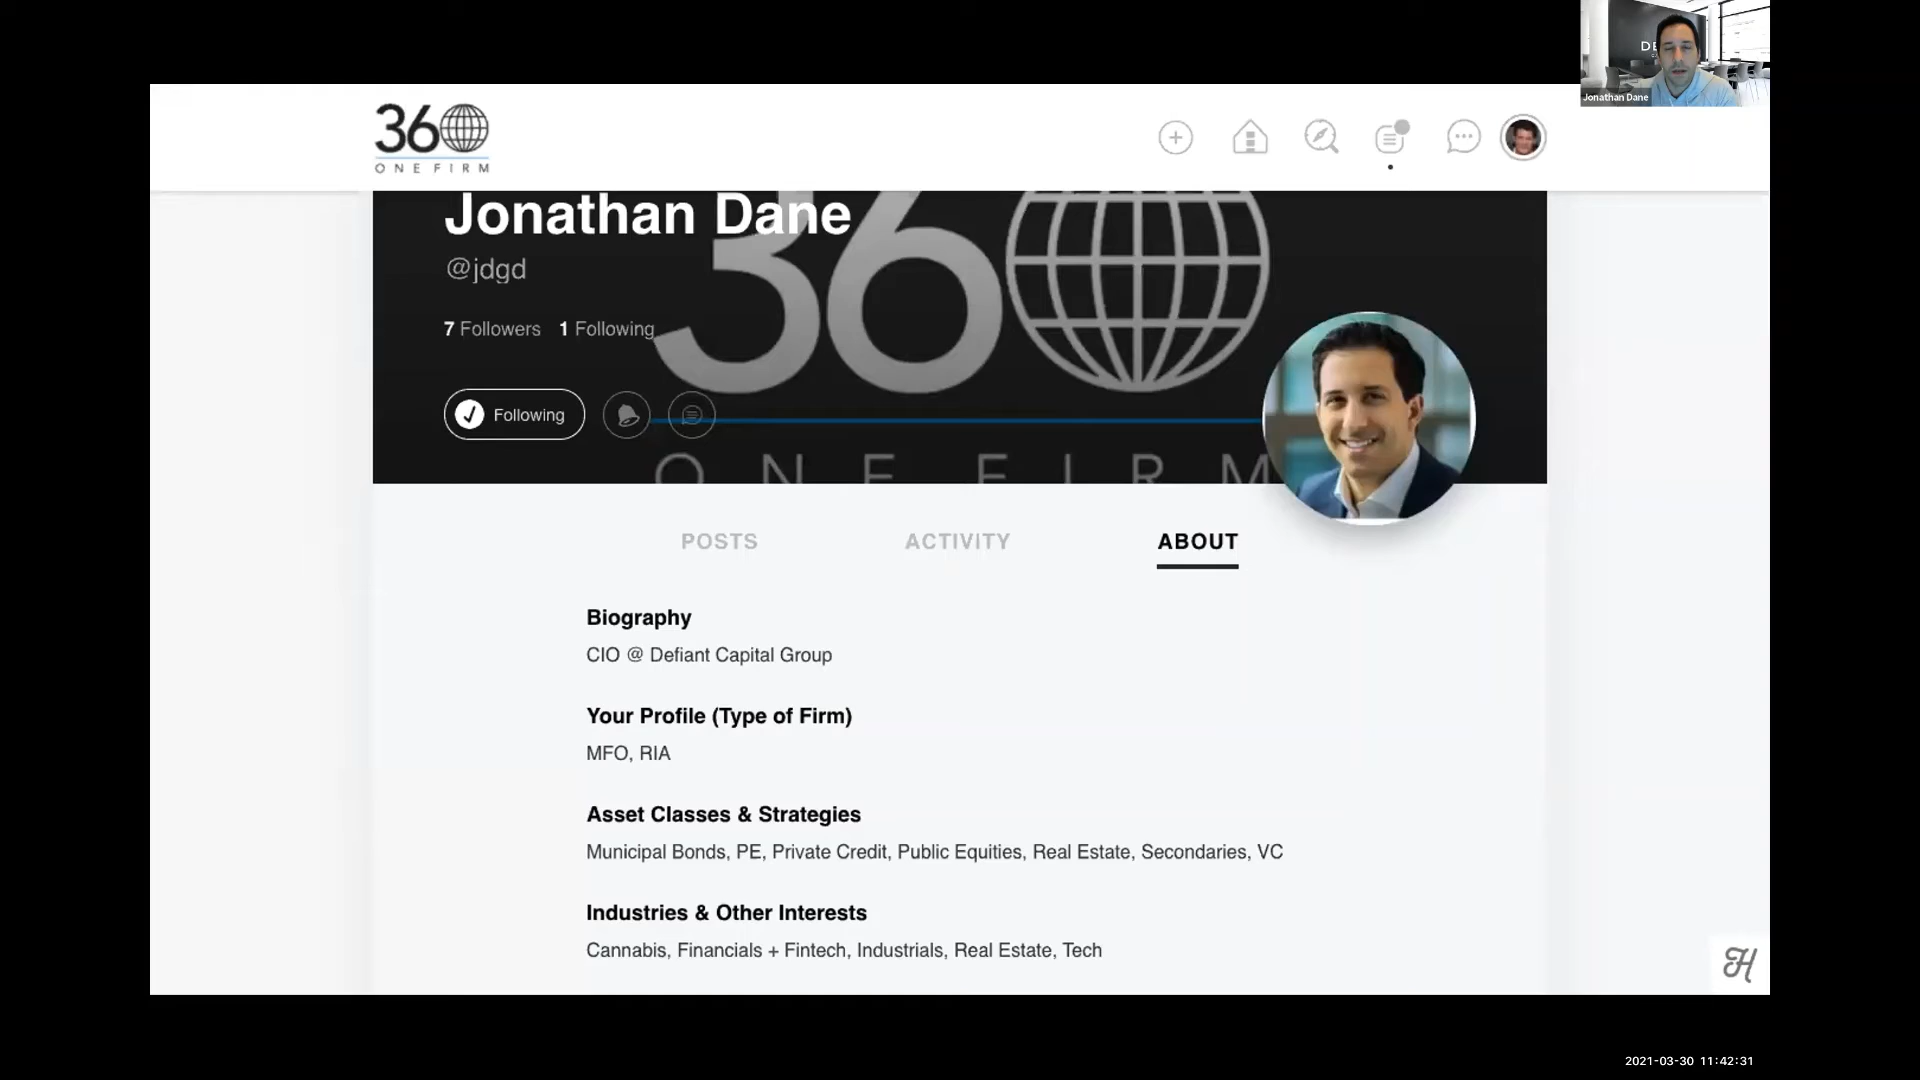 DE
Jonathan Dane
360
ONE FIRM
360
Jonathan Dane
@jdgd
7 Followers 1 Following
Following
ONE FIRM
POSTS ACTIVITY ABOUT
Biography
CIO @ Defiant Capital Group
Your Profile (Type of Firm)
MFO, RIA
Asset Classes & Strategies
Municipal Bonds, PE, Private Credit, Public Equities, Real Estate, Secondaries, VC
Industries & Other Interests
Cannabis, Financials + Fintech, Industrials, Real Estate, Tech
H
2021-03-30 11:42:31